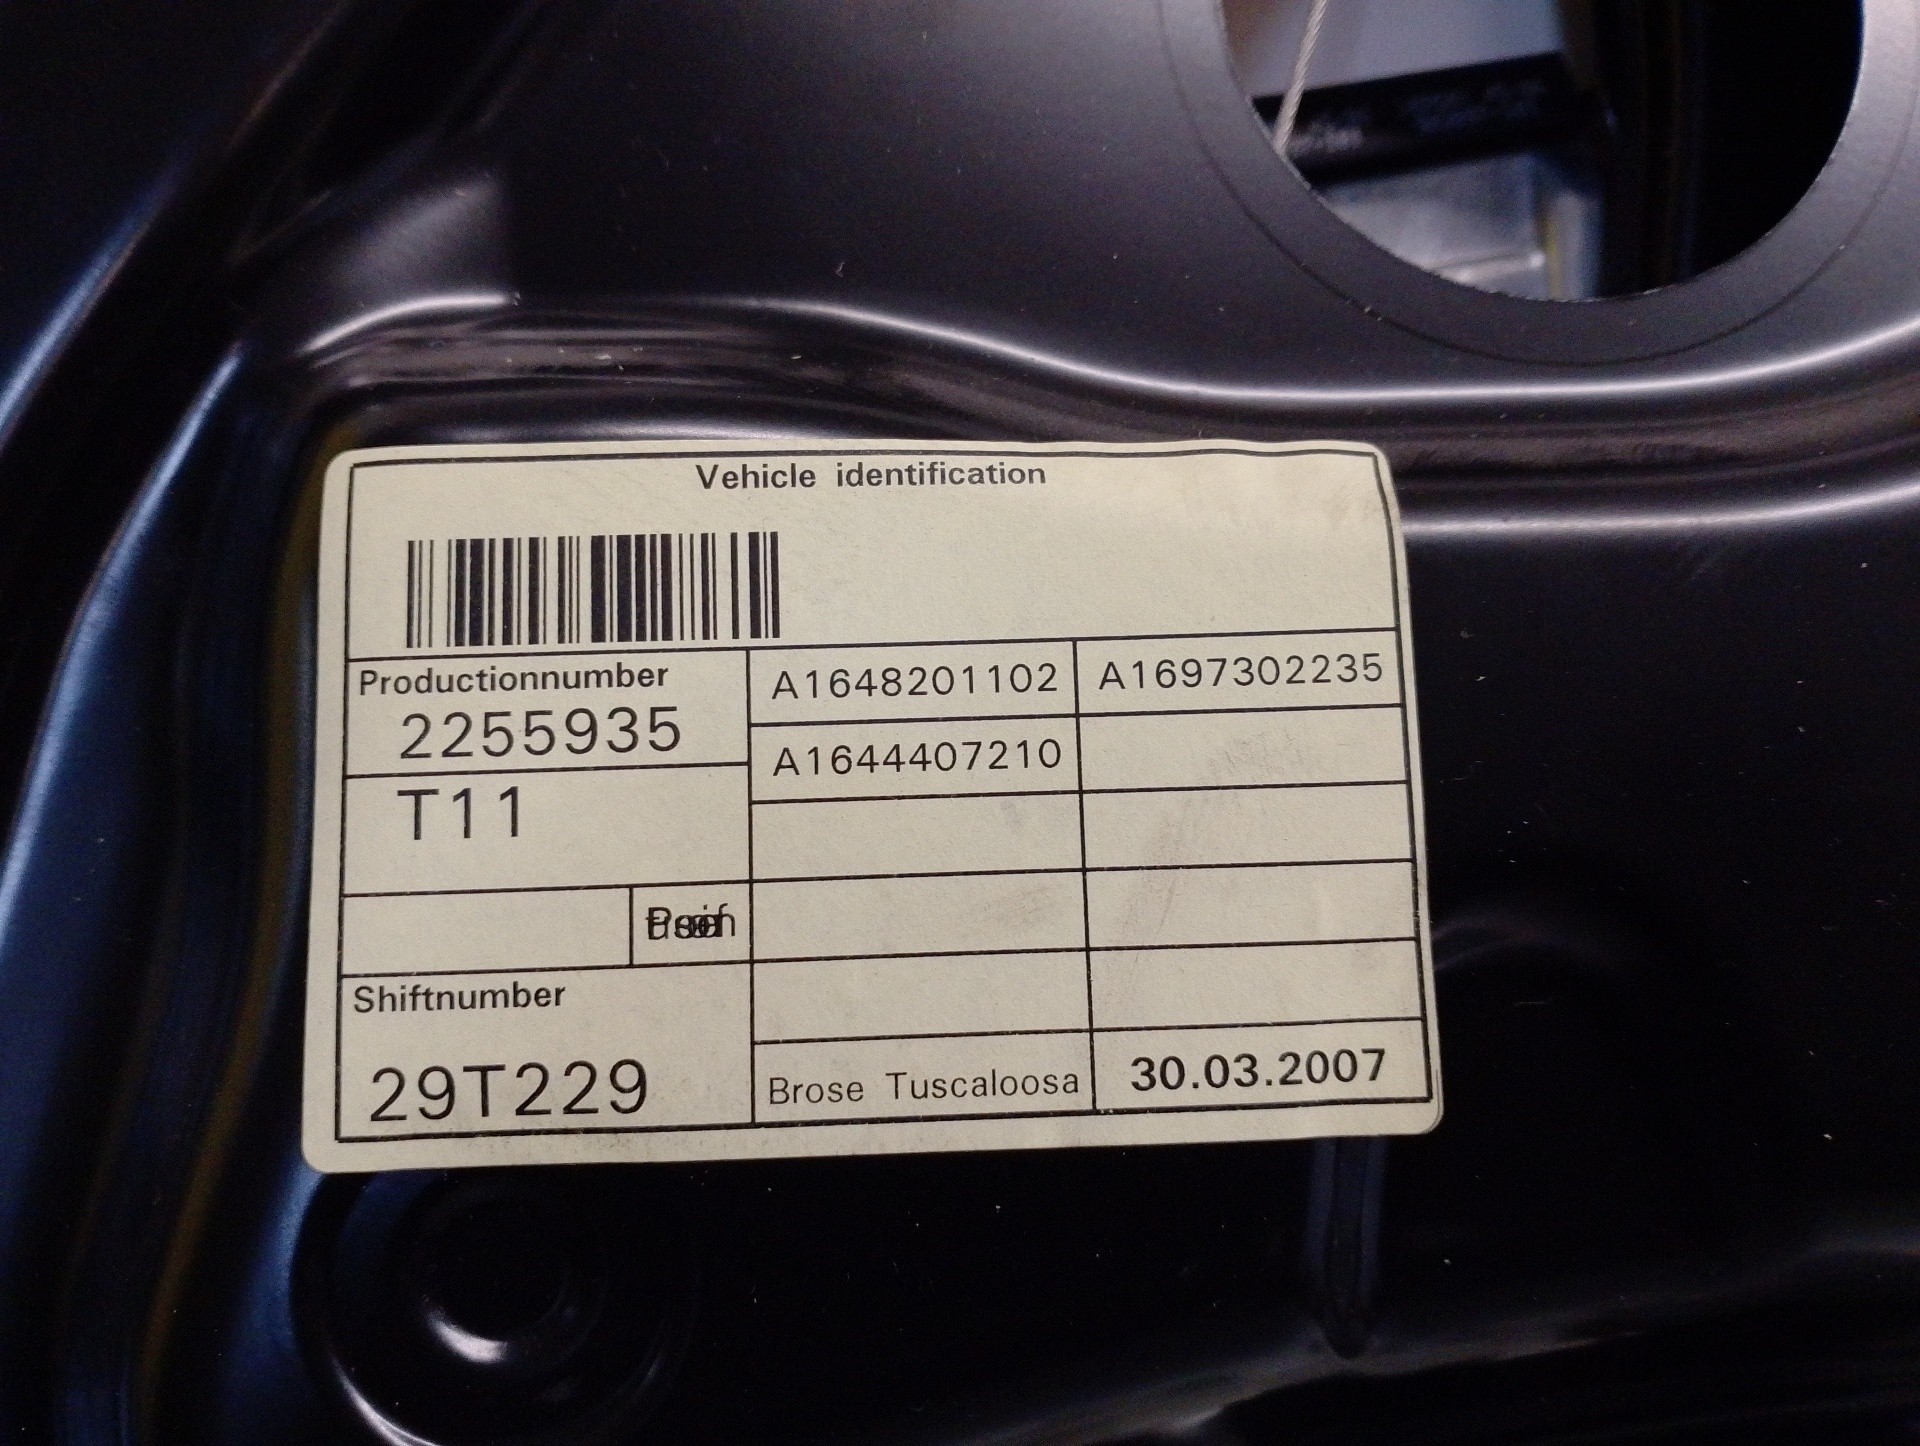 Vehicle identification
Productionnumber
2255935
T11
Shiftnumber
29T229
A1648201102 A1697302235
A1644407210
Brose Tuscaloosa 30.03.2007